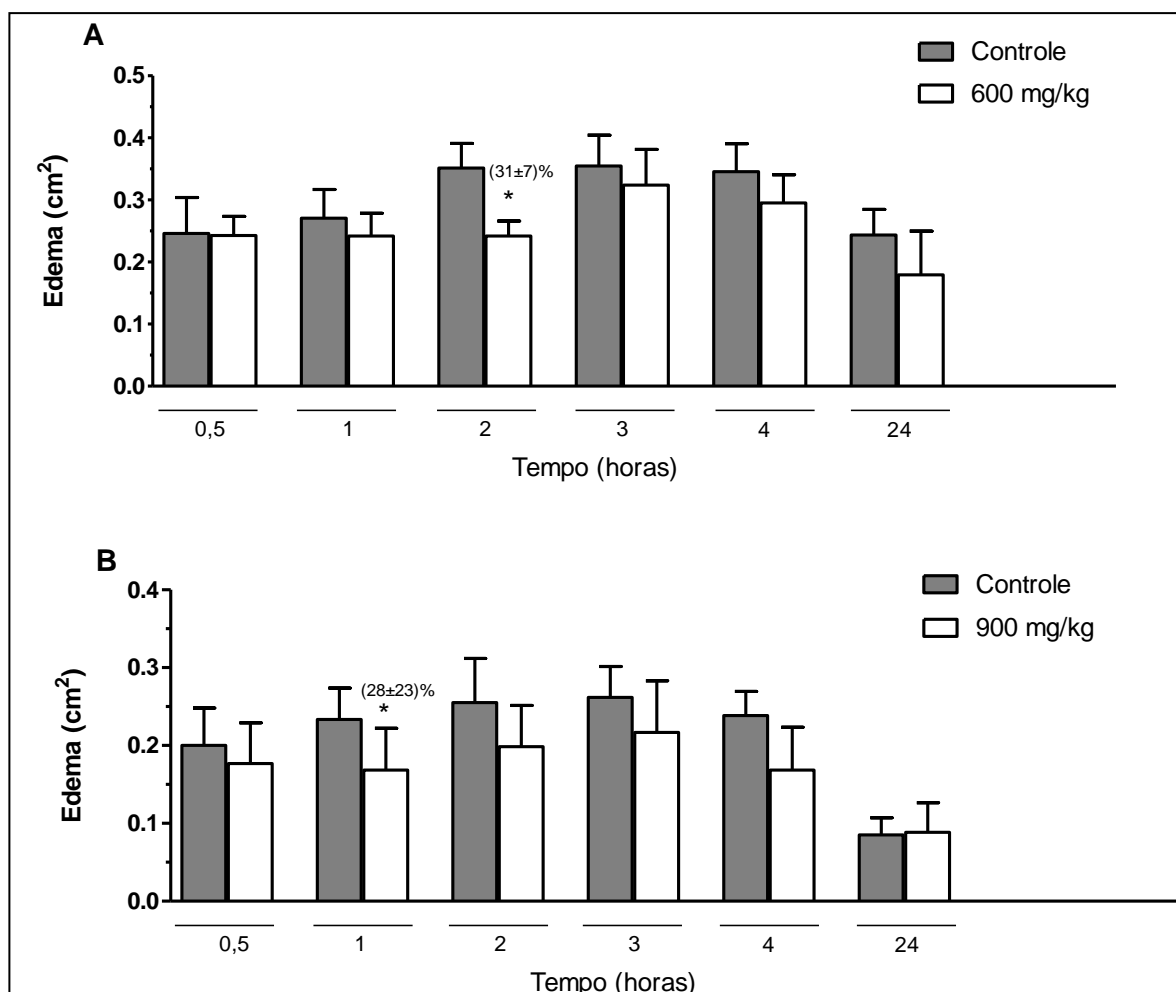 A
Controle
600 mg/kg
Edema (cm²)
0.5
0.4
0.3
0.2
0.1
0.0
(31±7)%
*
0,5
1
2
3
4
24
Tempo (horas)
B
Controle
900 mg/kg
Edema (cm²)
0.4
0.3
0.2
0.1
0.0
(28±23)%
*
0,5
1
2
3
4
24
Tempo (horas)